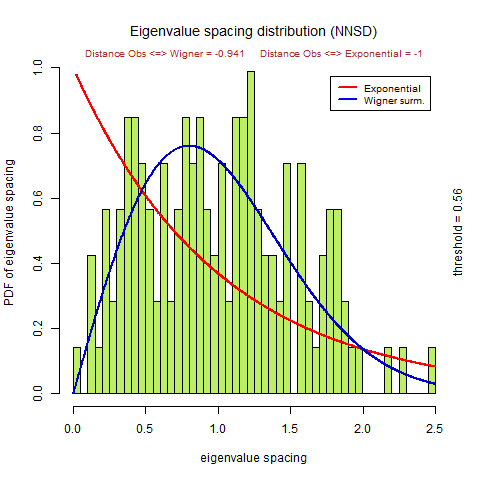 Eigenvalue spacing distribution (NNSD)
Distance Obs <=> Wigner = -0.941 Distance Obs <=> Exponential = -1
Exponential
Wigner surm.
PDF of eigenvalue spacing
1.0
0.8
0.6
0.4
0.2
0.0
threshold = 0.56
0.0 0.5 1.0 1.5 2.0 2.5
eigenvalue spacing